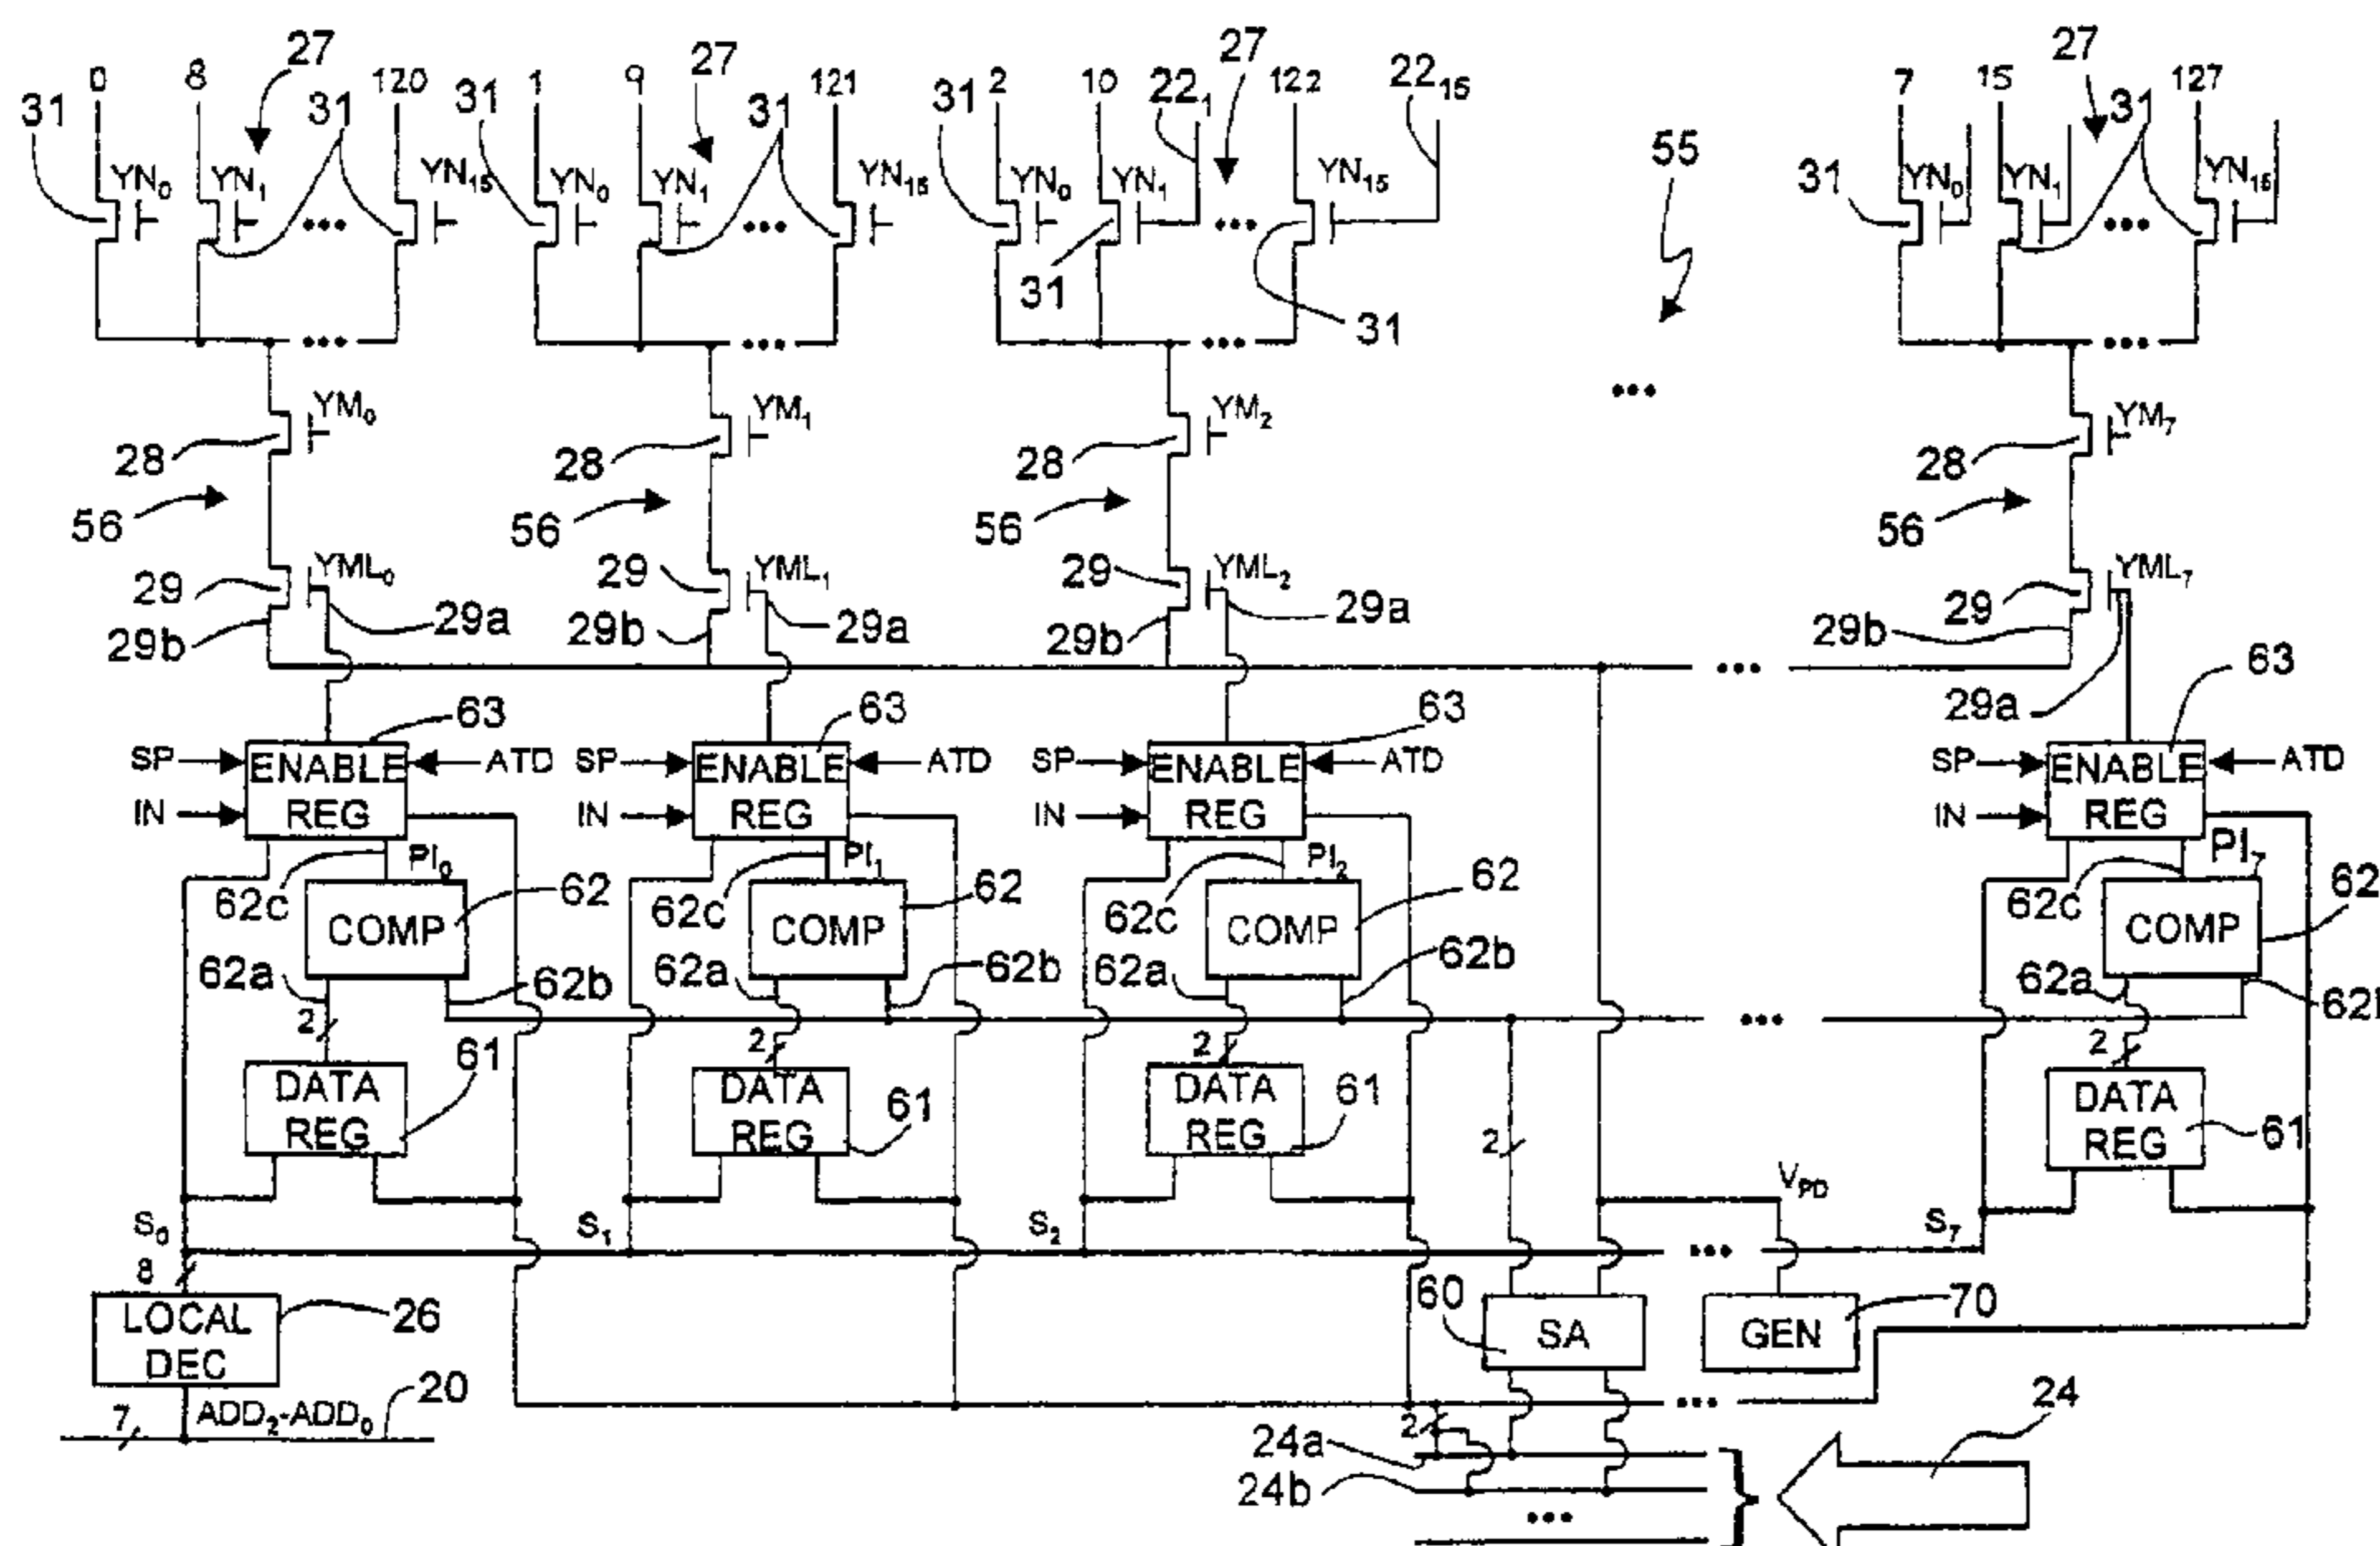 0 8 27 120 1 9 27 121 2 10 22₁ 27 122 22₁₅ 7 15 27 127
31 31 31 31 31 31 31
55
YN₀ YN₁ YN₁₅ YN₀ YN₁ YN₁₅ YN₀ YN₁ YN₁₅ YN₀ YN₁ YN₁₅
••• ••• ••• •••
31 31
••• ••• ••• •••
•••
YM₀ YM₁ YM₂ YM₇
28 28 28 28
56 56 56 56
29 YML₀ 29 YML₁ 29 YML₂ 29 YML₇
29b 29a 29b 29a 29b 29a 29b
•••
63 63 63 29a 63
SP ENABLE REG ATD SP ENABLE REG ATD SP ENABLE REG ATD SP ENABLE REG ATD
IN IN IN IN
62c PI₀ 62c PI₁ 62c PI₂ 62c PI₇
COMP 62 COMP 62 COMP 62 COMP 62
62a 62b 62a 62b 62a 62b 62a
•••
2 2 2 2
DATA REG 61 DATA REG 61 DATA REG 61 DATA REG 61
2
V_PD
S₀ S₁ S₂ S₇
•••
8
LOCAL DEC 26 60 SA GEN 70
7 ADD₂-ADD₀ 20
•••
2
24a
24b
24
•••